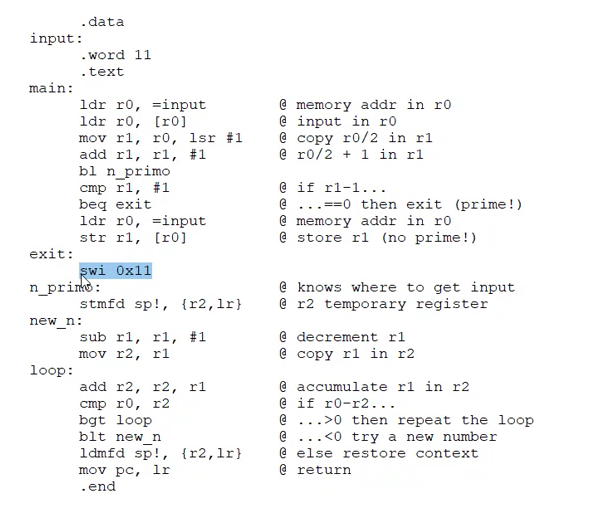 .data
input:
.word 11
.text
main:
ldr r0, =input @ memory addr in r0
ldr r0, [r0] @ input in r0
mov r1, r0, lsr #1 @ copy r0/2 in r1
add r1, r1, #1 @ r0/2 + 1 in r1
bl n_primo
cmp r1, #1 @ if r1-1...
beq exit @ ...==0 then exit (prime!)
ldr r0, =input @ memory addr in r0
str r1, [r0] @ store r1 (no prime!)
exit:
swi 0x11
n_primo: @ knows where to get input
stmfd sp!, {r2,lr} @ r2 temporary register
new_n:
sub r1, r1, #1 @ decrement r1
mov r2, r1 @ copy r1 in r2
loop:
add r2, r2, r1 @ accumulate r1 in r2
cmp r0, r2 @ if r0-r2...
bgt loop @ ...>0 then repeat the loop
blt new_n @ ...<0 try a new number
ldmfd sp!, {r2,lr} @ else restore context
mov pc, lr @ return
.end